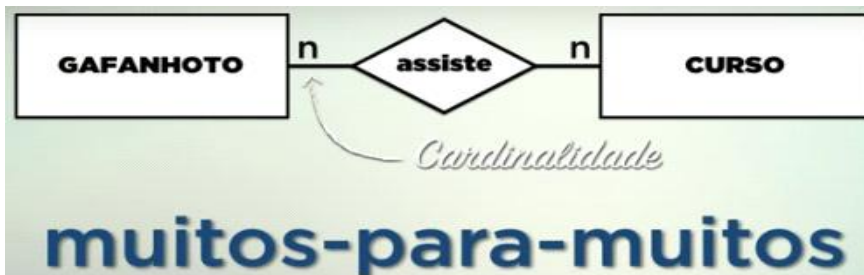 GAFANHOTO n assiste n CURSO
Cardinalidade
muitos-para-muitos